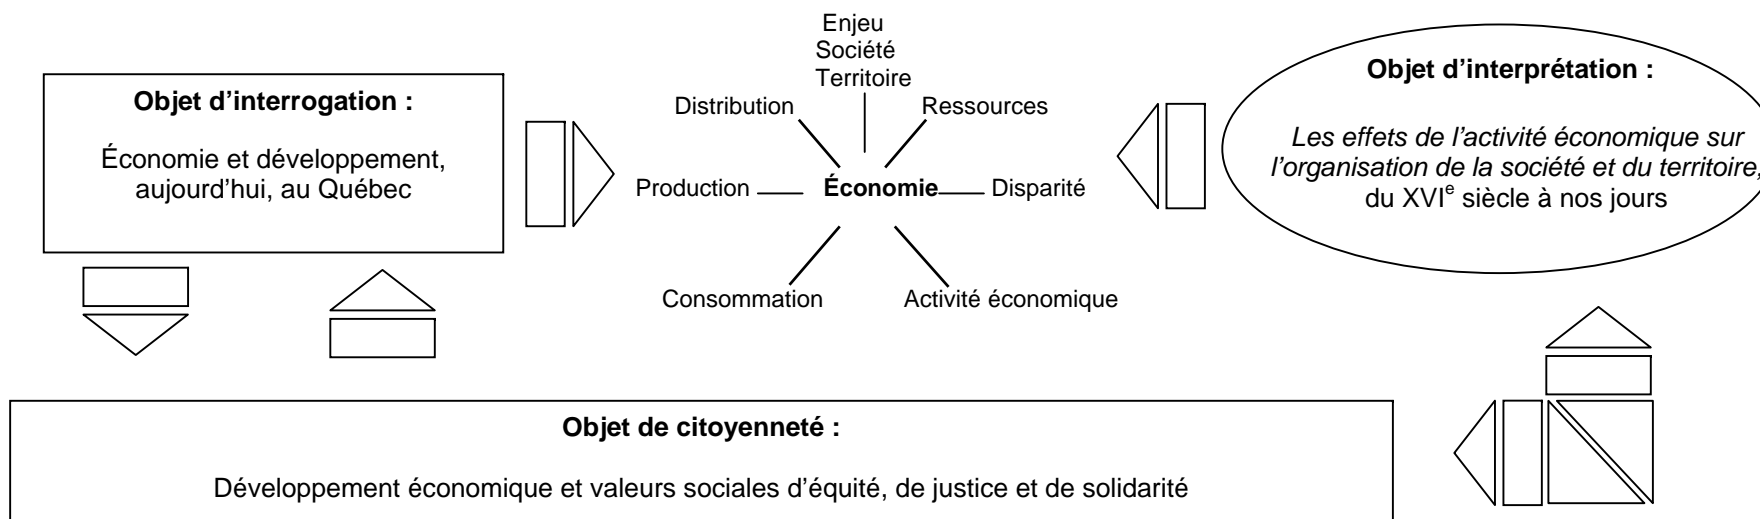 Objet d'interrogation :
Économie et développement,
aujourd'hui, au Québec
Enjeu
Société
Territoire
Distribution
Ressources
Production
Économie
Disparité
Consommation
Activité économique
Objet d'interprétation :
Les effets de l'activité économique sur
l'organisation de la société et du territoire,
du XVIe siècle à nos jours
Objet de citoyenneté :
Développement économique et valeurs sociales d'équité, de justice et de solidarité